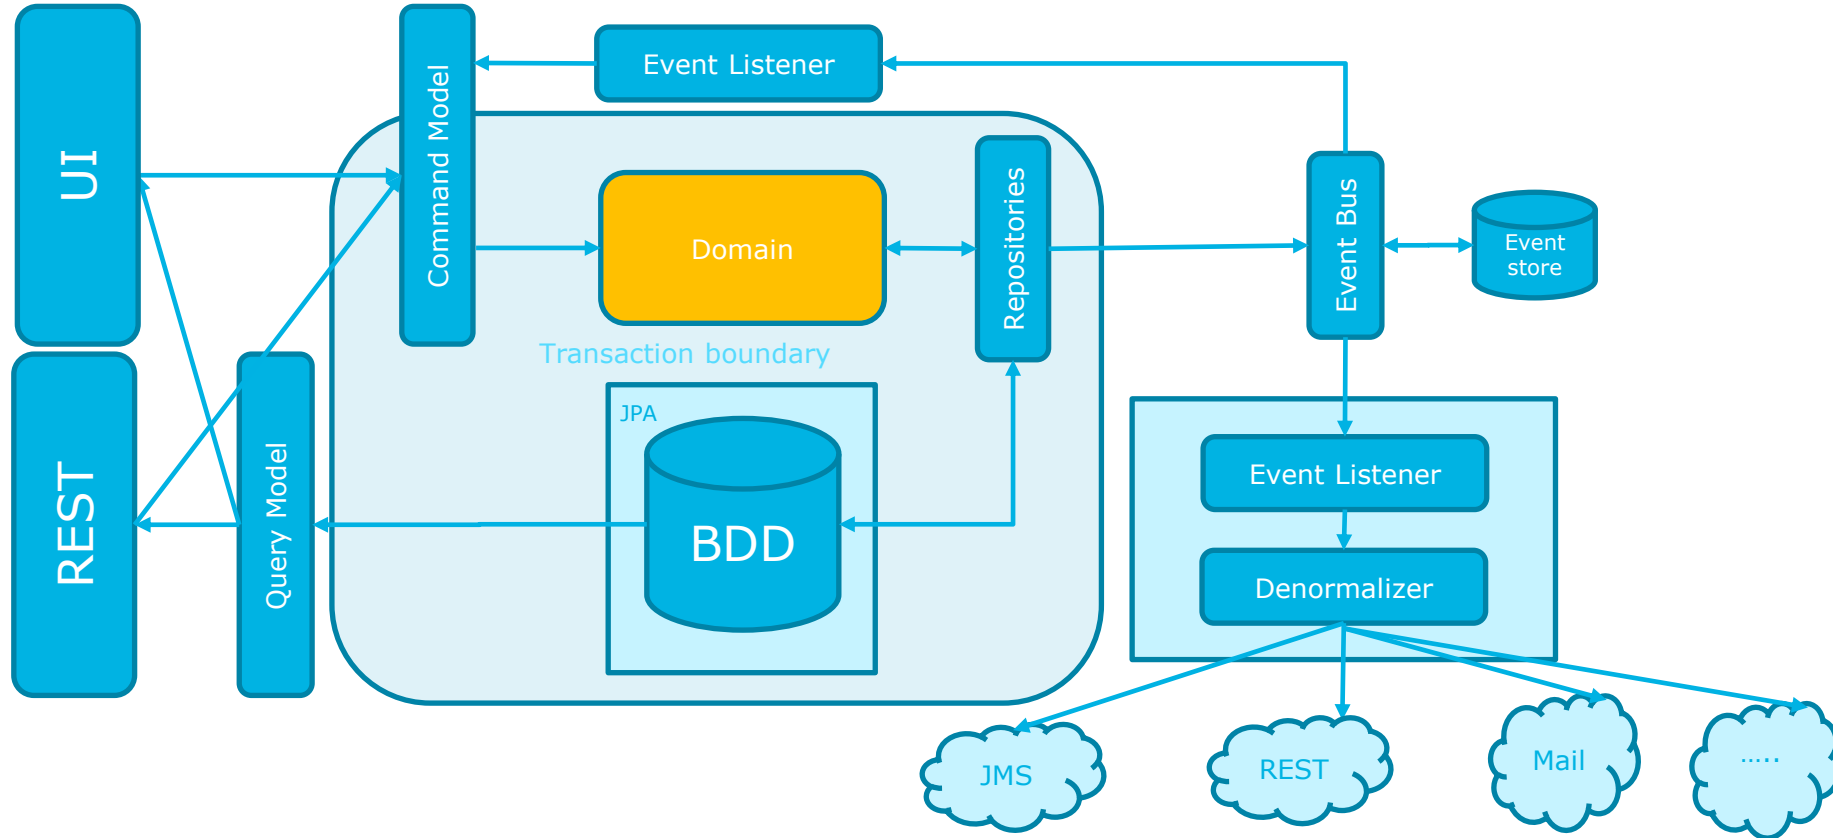 UI
REST
Command Model
Query Model
Event Listener
Domain
Repositories
Transaction boundary
JPA
BDD
Event Bus
Event
store
Event Listener
Denormalizer
JMS
REST
Mail
.....